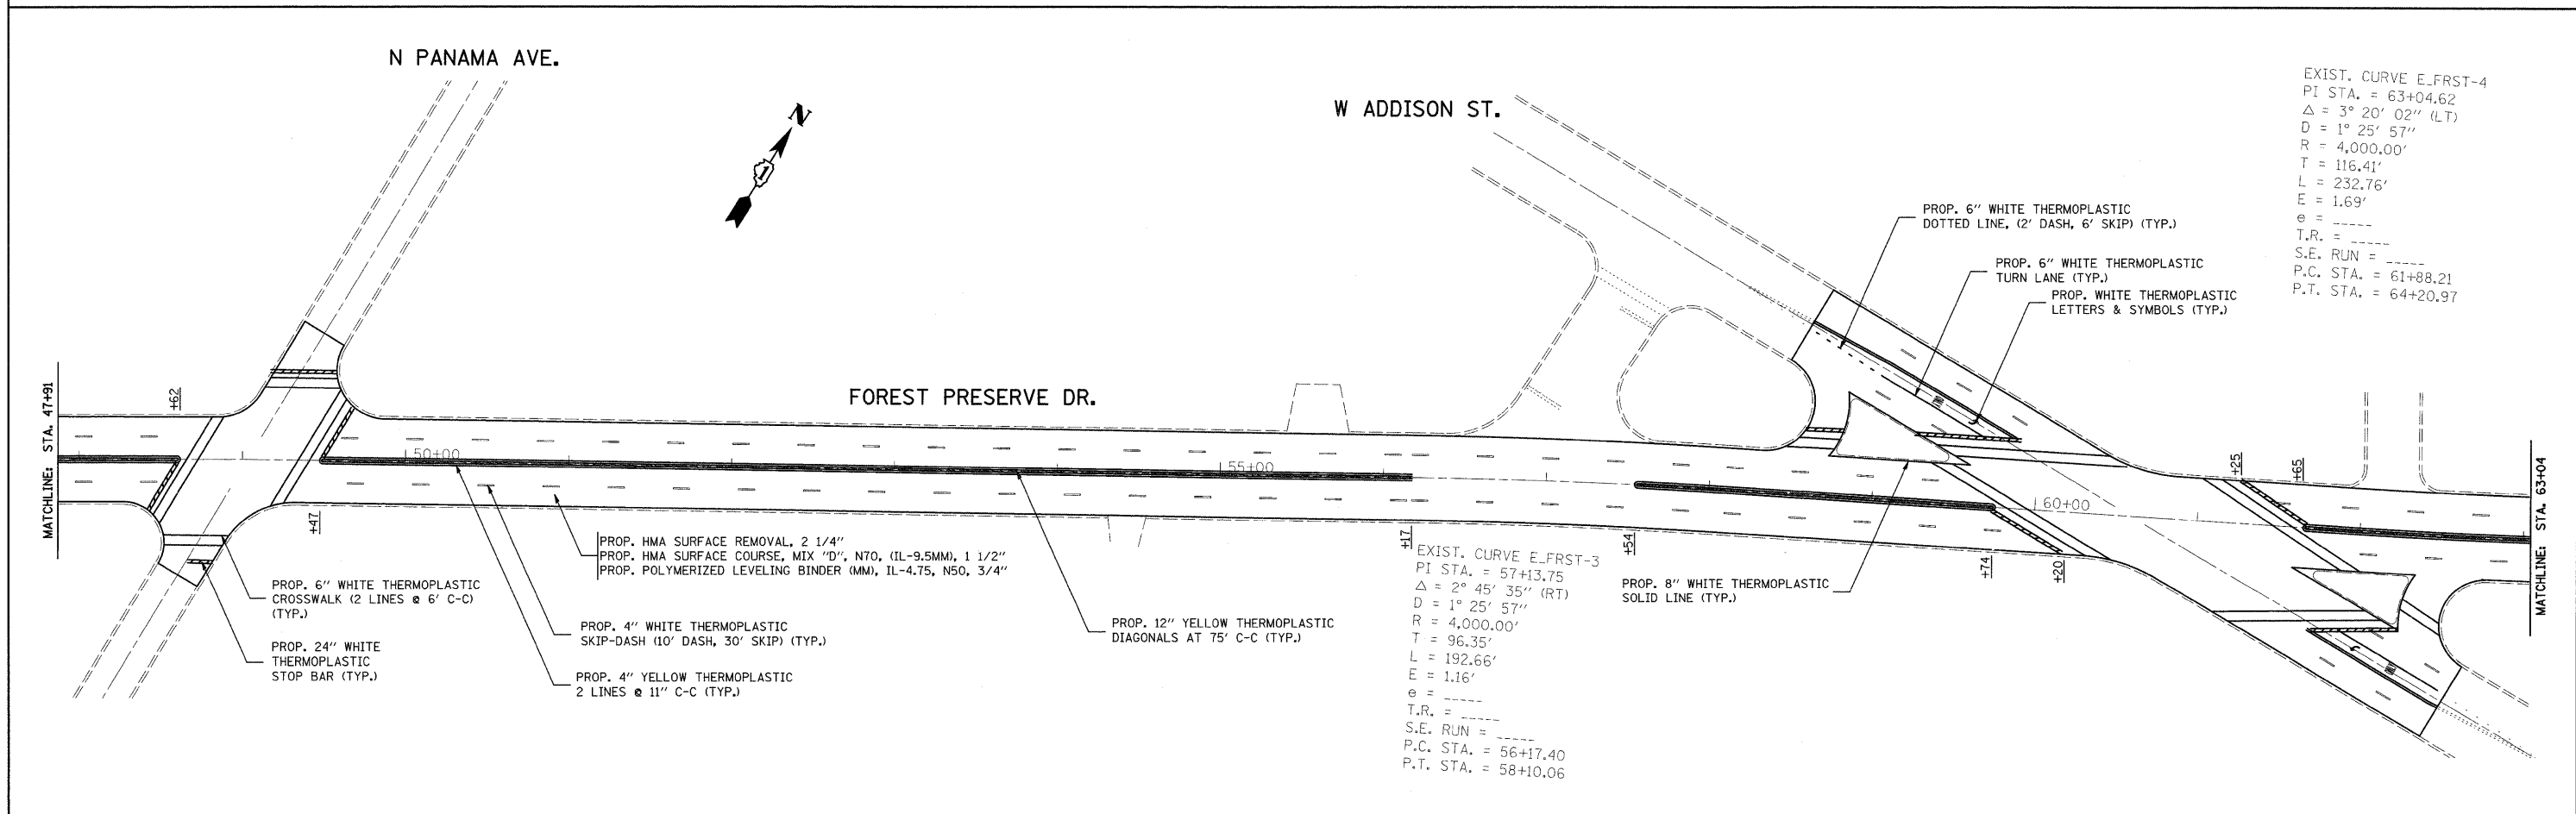 N PANAMA AVE.
N
1
W ADDISON ST.
EXIST. CURVE E_FRST-4
PI STA. = 63+04.62
Δ = 3° 20' 02" (LT)
D = 1° 25' 57"
R = 4,000.00'
T = 116.41'
L = 232.76'
E = 1.69'
e = _____
T.R. = _____
S.E. RUN = _____
P.C. STA. = 61+88.21
P.T. STA. = 64+20.97
PROP. 6" WHITE THERMOPLASTIC
DOTTED LINE, (2' DASH, 6' SKIP) (TYP.)
PROP. 6" WHITE THERMOPLASTIC
TURN LANE (TYP.)
PROP. WHITE THERMOPLASTIC
LETTERS & SYMBOLS (TYP.)
MATCHLINE: STA. 47+91
+62
FOREST PRESERVE DR.
50+00
55+00
60+00
+25
+65
MATCHLINE: STA. 63+04
+47
+17
+54
+74
+20
PROP. HMA SURFACE REMOVAL, 2 1/4"
PROP. HMA SURFACE COURSE, MIX "D", N70, (IL-9.5MM), 1 1/2"
PROP. POLYMERIZED LEVELING BINDER (MM), IL-4.75, N50, 3/4"
PROP. 6" WHITE THERMOPLASTIC
CROSSWALK (2 LINES @ 6' C-C)
(TYP.)
PROP. 24" WHITE
THERMOPLASTIC
STOP BAR (TYP.)
PROP. 4" WHITE THERMOPLASTIC
SKIP-DASH (10' DASH, 30' SKIP) (TYP.)
PROP. 4" YELLOW THERMOPLASTIC
2 LINES @ 11" C-C (TYP.)
PROP. 12" YELLOW THERMOPLASTIC
DIAGONALS AT 75' C-C (TYP.)
EXIST. CURVE E_FRST-3
PI STA. = 57+13.75
Δ = 2° 45' 35" (RT)
D = 1° 25' 57"
R = 4,000.00'
T = 96.35'
L = 192.66'
E = 1.16'
e = _____
T.R. = _____
S.E. RUN = _____
P.C. STA. = 56+17.40
P.T. STA. = 58+10.06
PROP. 8" WHITE THERMOPLASTIC
SOLID LINE (TYP.)